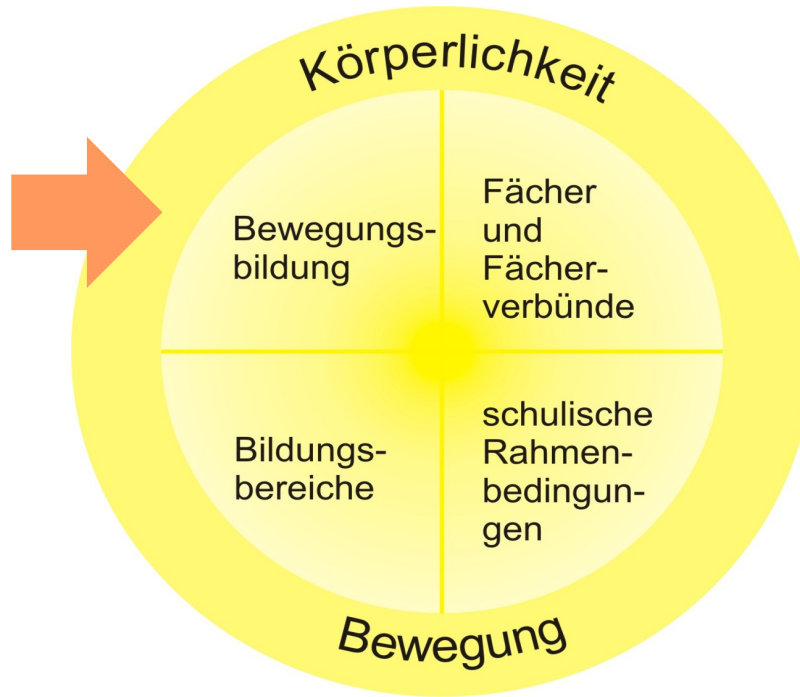 Körperlichkeit
Bewegungs-
bildung
Fächer
und
Fächer-
verbünde
Bildungs-
bereiche
schulische
Rahmen-
bedingun-
gen
Bewegung